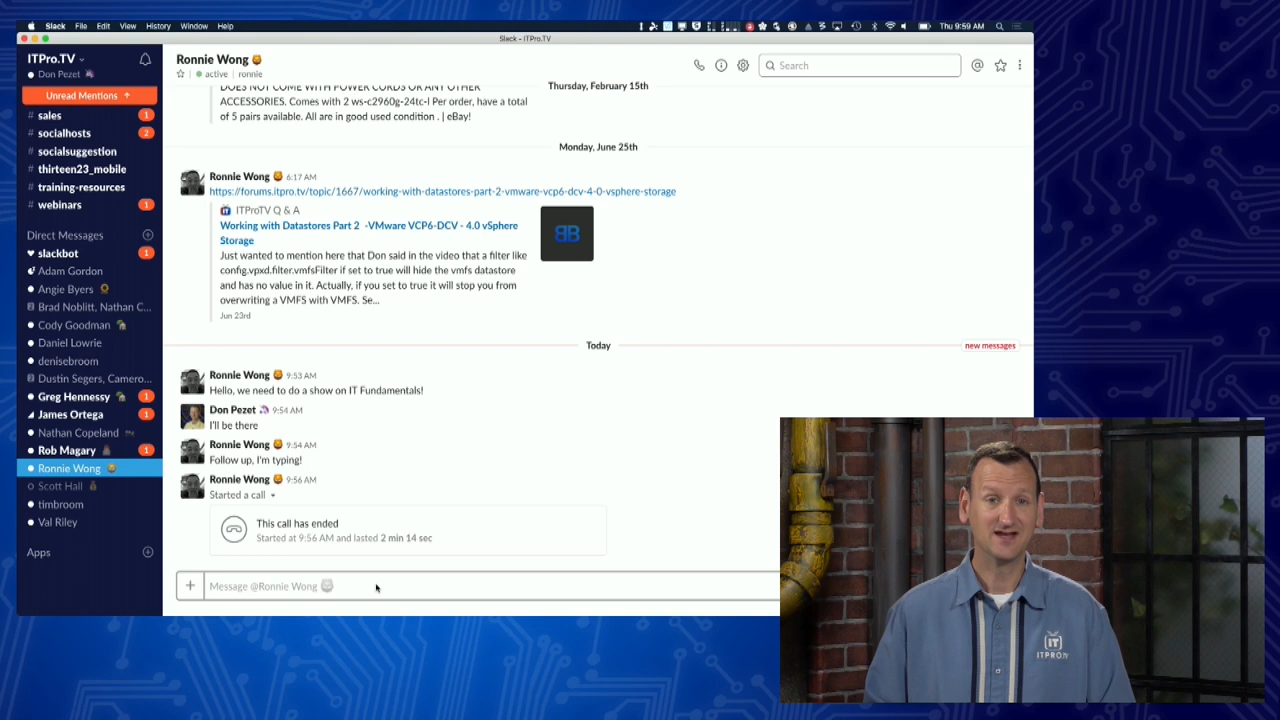 Slack File Edit View History Window Help
Thu 9:59 AM
Slack - ITPro.TV
ITPro.TV
Don Pezet
Unread Mentions
# sales 1
# socialhosts 2
# socialsuggestion
# thirteen23_mobile
# training-resources
# webinars 1
Direct Messages
slackbot 1
Adam Gordon
Angie Byers
2 Brad Noblitt, Nathan C...
Cody Goodman
Daniel Lowrie
denisebroom
2 Dustin Segers, Camero...
Greg Hennessy 1
James Ortega 1
Nathan Copeland
Rob Magary 1
Ronnie Wong
Scott Hall
timbroom
Val Riley
Apps
Ronnie Wong
active | ronnie
Search
Thursday, February 15th
DOES NOT COME WITH POWER CORDS OR ANY OTHER
ACCESSORIES. Comes with 2 ws-c2960g-24tc-l Per order, have a total
of 5 pairs available. All are in good used condition . | eBay!
Monday, June 25th
Ronnie Wong 6:17 AM
https://forums.itpro.tv/topic/1667/working-with-datastores-part-2-vmware-vcp6-dcv-4-0-vsphere-storage
ITProTV Q & A
Working with Datastores Part 2 -VMware VCP6-DCV - 4.0 vSphere
Storage
Just wanted to mention here that Don said in the video that a filter like
config.vpxd.filter.vmfsFilter if set to true will hide the vmfs datastore
and has no value in it. Actually, if you set to true it will stop you from
overwriting a VMFS with VMFS. Se...
Jun 23rd
Today
new messages
Ronnie Wong 9:53 AM
Hello, we need to do a show on IT Fundamentals!
Don Pezet 9:54 AM
I'll be there
Ronnie Wong 9:54 AM
Follow up, I'm typing!
Ronnie Wong 9:56 AM
Started a call
This call has ended
Started at 9:56 AM and lasted 2 min 14 sec
Message @Ronnie Wong
IT
ITPRO.TV